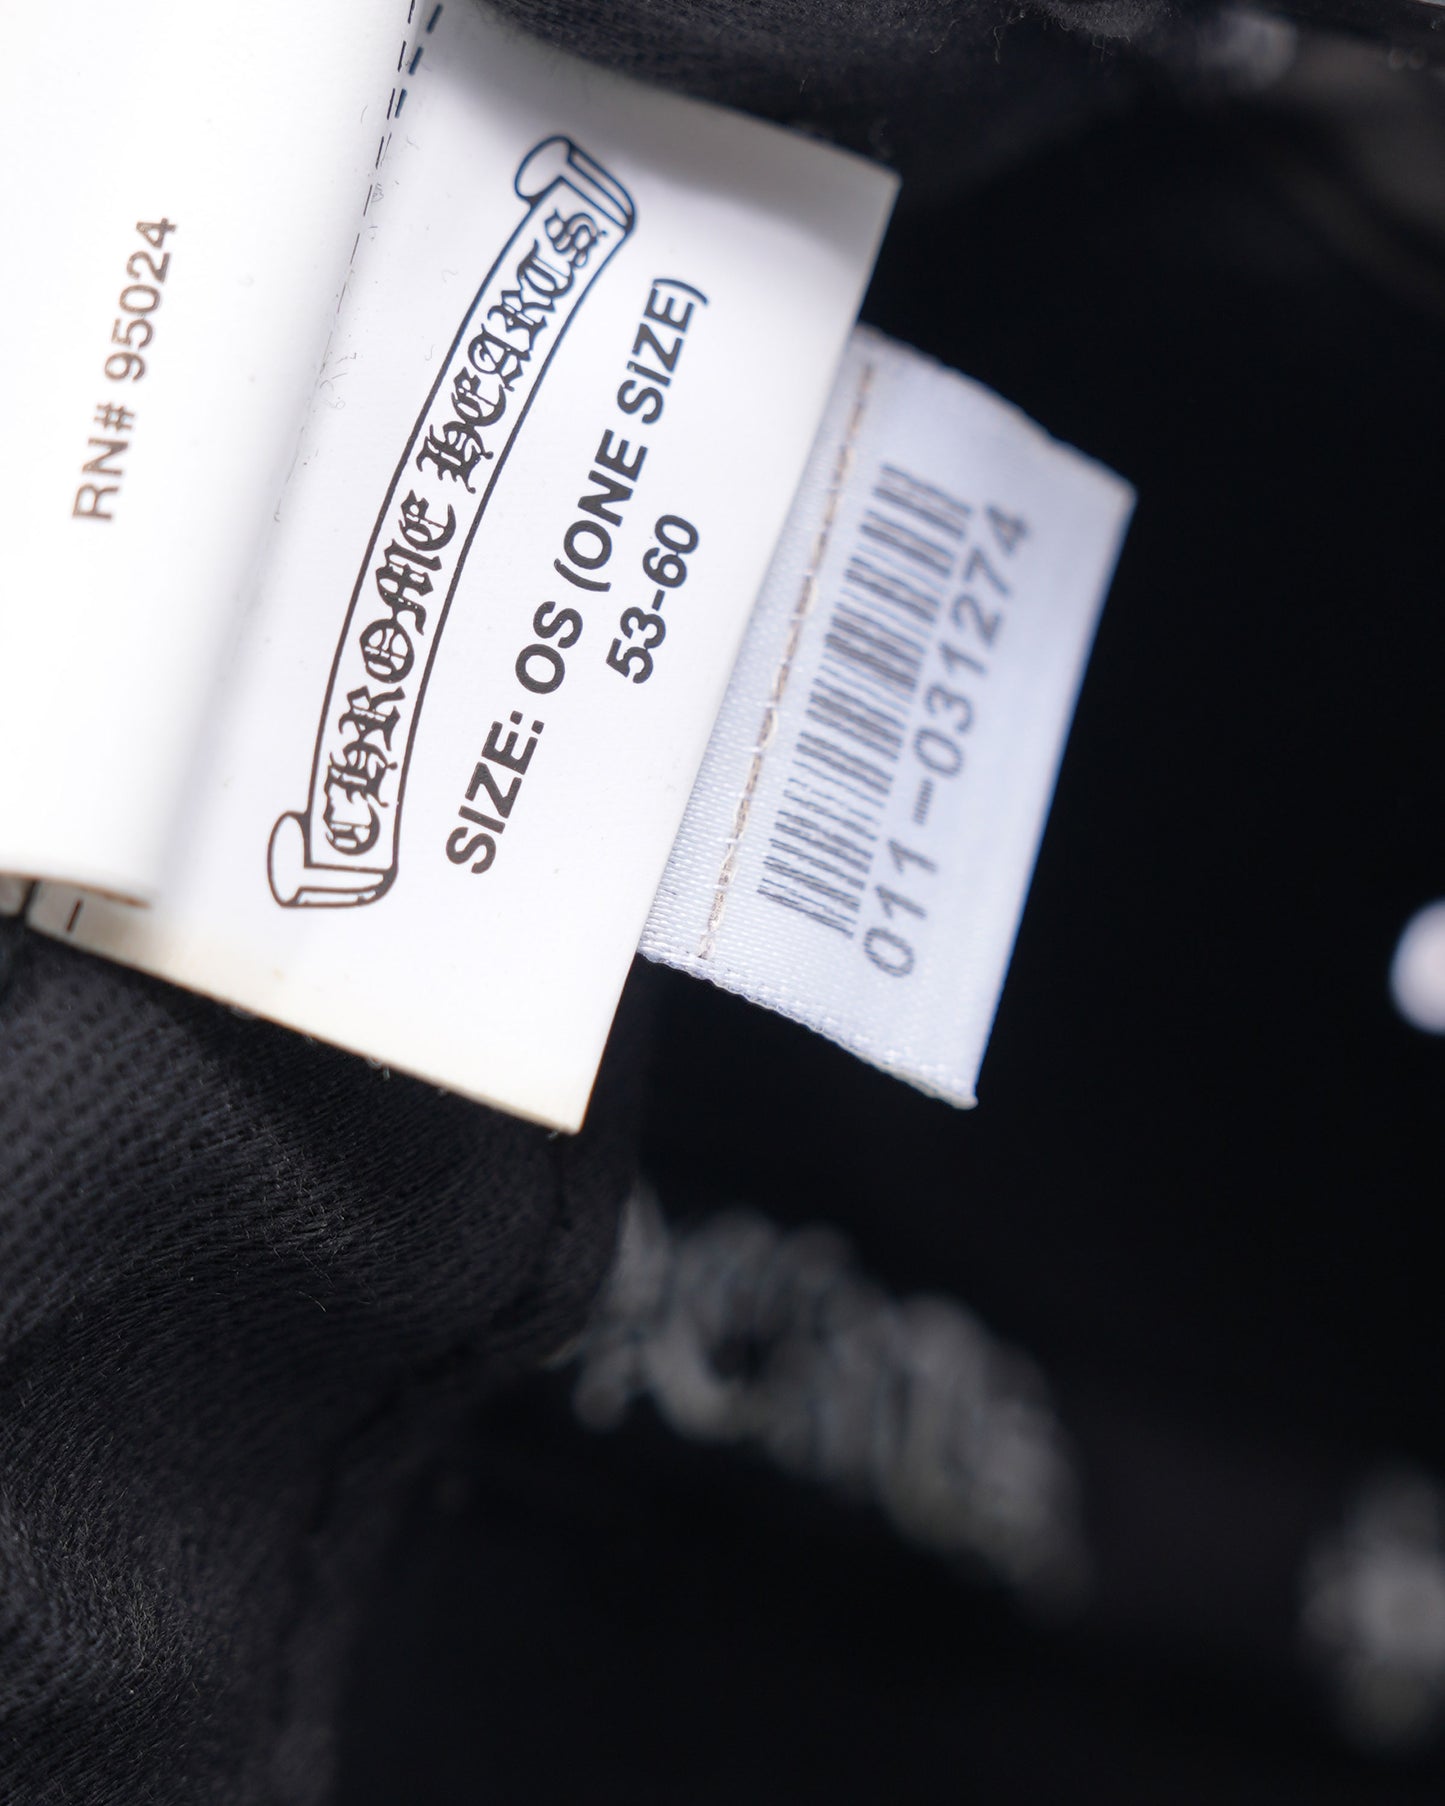 RN# 95024
CHROME HEARTS
SIZE: OS (ONE SIZE)
53-60
011-031274